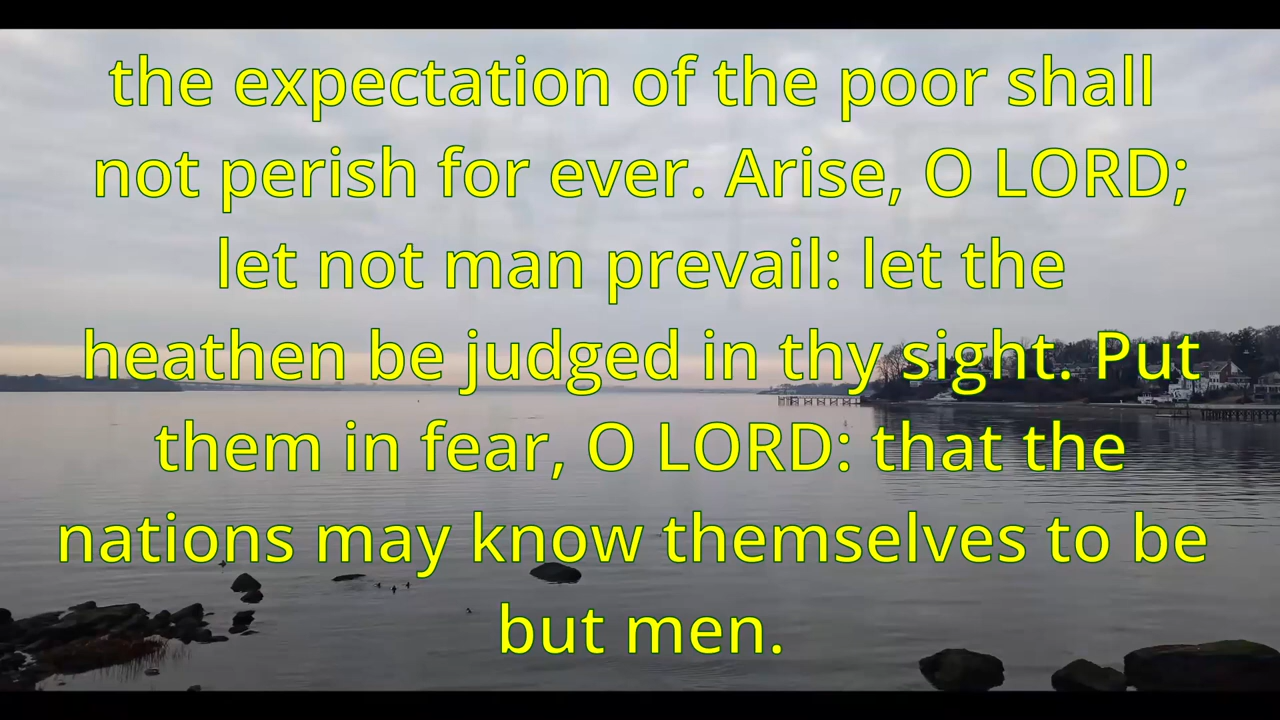 the expectation of the poor shall
not perish for ever. Arise, O LORD;
let not man prevail: let the
heathen be judged in thy sight. Put
them in fear, O LORD: that the
nations may know themselves to be
but men.